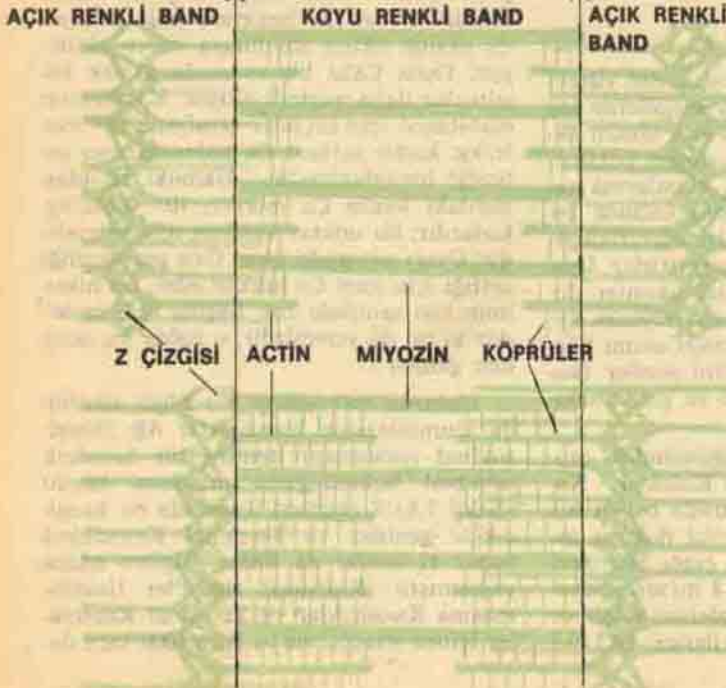 AÇIK RENKLİ BAND
KOYU RENKLİ BAND
AÇIK RENKLİ
BAND
Z ÇİZGİSİ
ACTİN
MİYOZİN
KÖPRÜLER